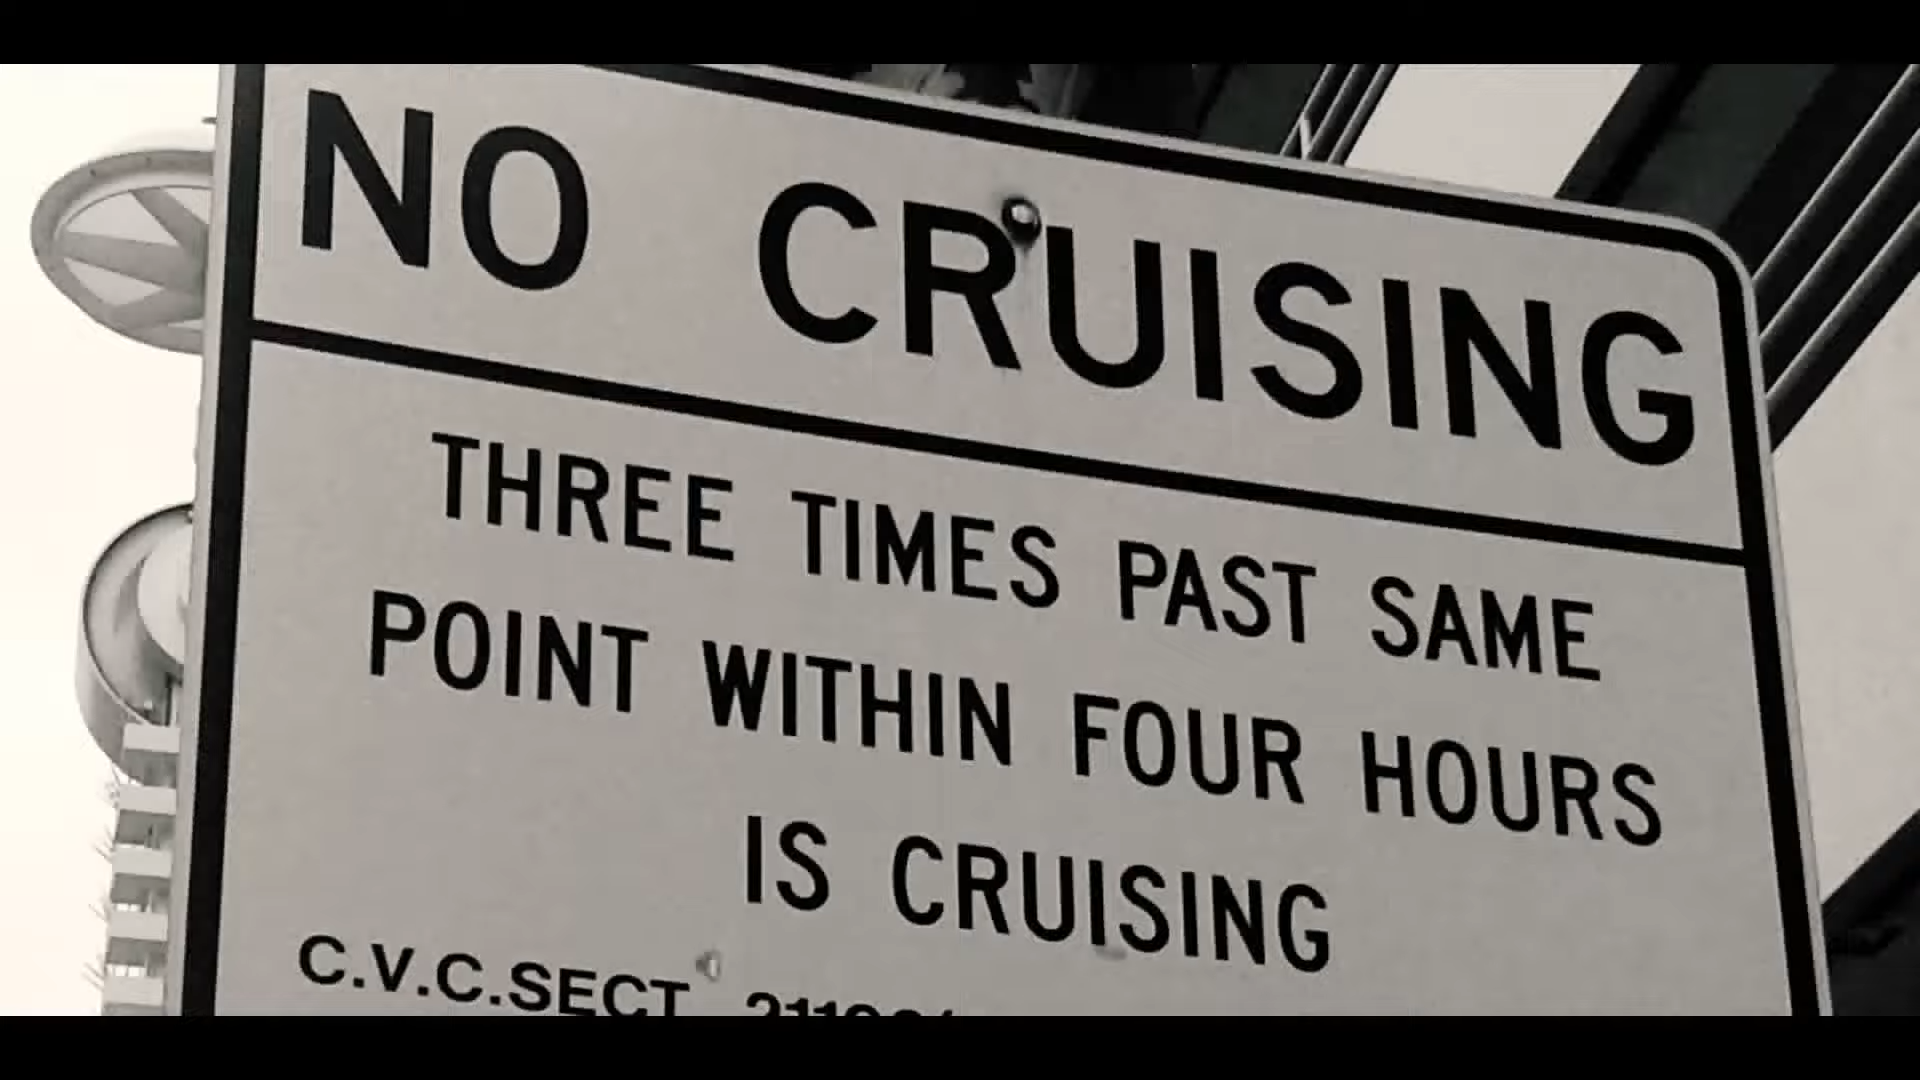 NO CRUISING
THREE TIMES PAST SAME
POINT WITHIN FOUR HOURS
IS CRUISING
C.V.C.SECT